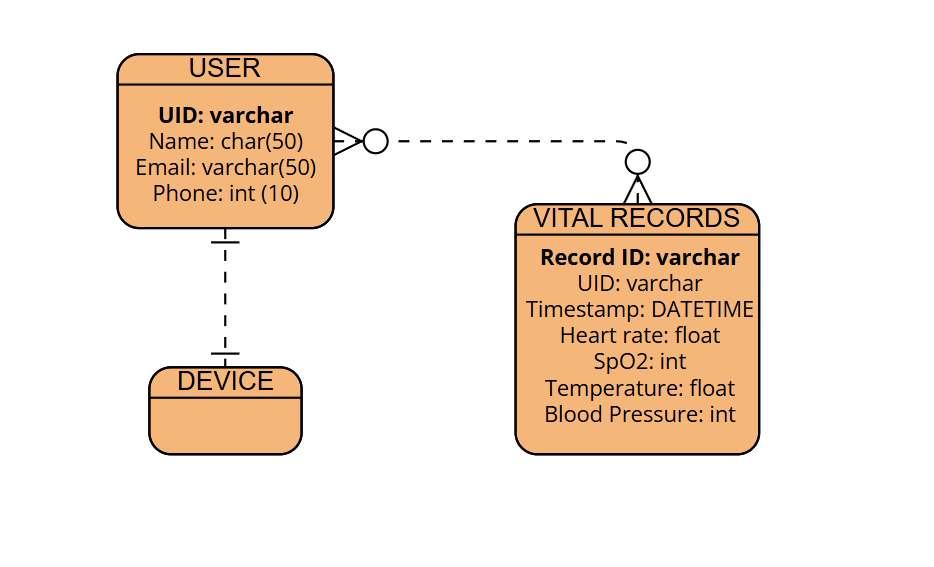 USER
UID: varchar
Name: char(50)
Email: varchar(50)
Phone: int (10)
VITAL RECORDS
Record ID: varchar
UID: varchar
Timestamp: DATETIME
Heart rate: float
SpO2: int
Temperature: float
Blood Pressure: int
DEVICE